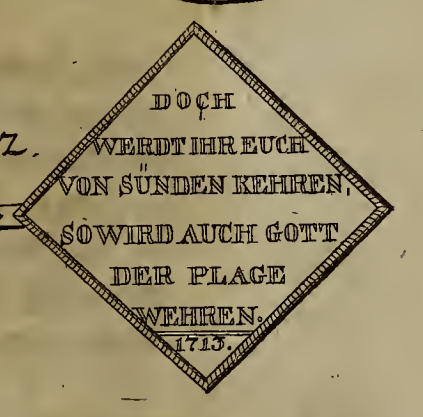 DOCH
WERDT IHR EUCH
VON SÜNDEN KEHREN,
SO WIRD AUCH GOTT
DER PLAGE
WEHREN.
1713.